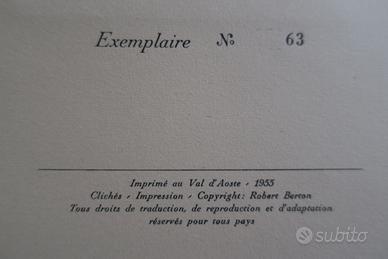 Exemplaire No 63
Imprimé au Val d'Aoste - 1955
Clichés - Impression - Copyright: Robert Berton
Tous droits de traduction, de reproduction et d'adaptation
réservés pour tous pays
subito